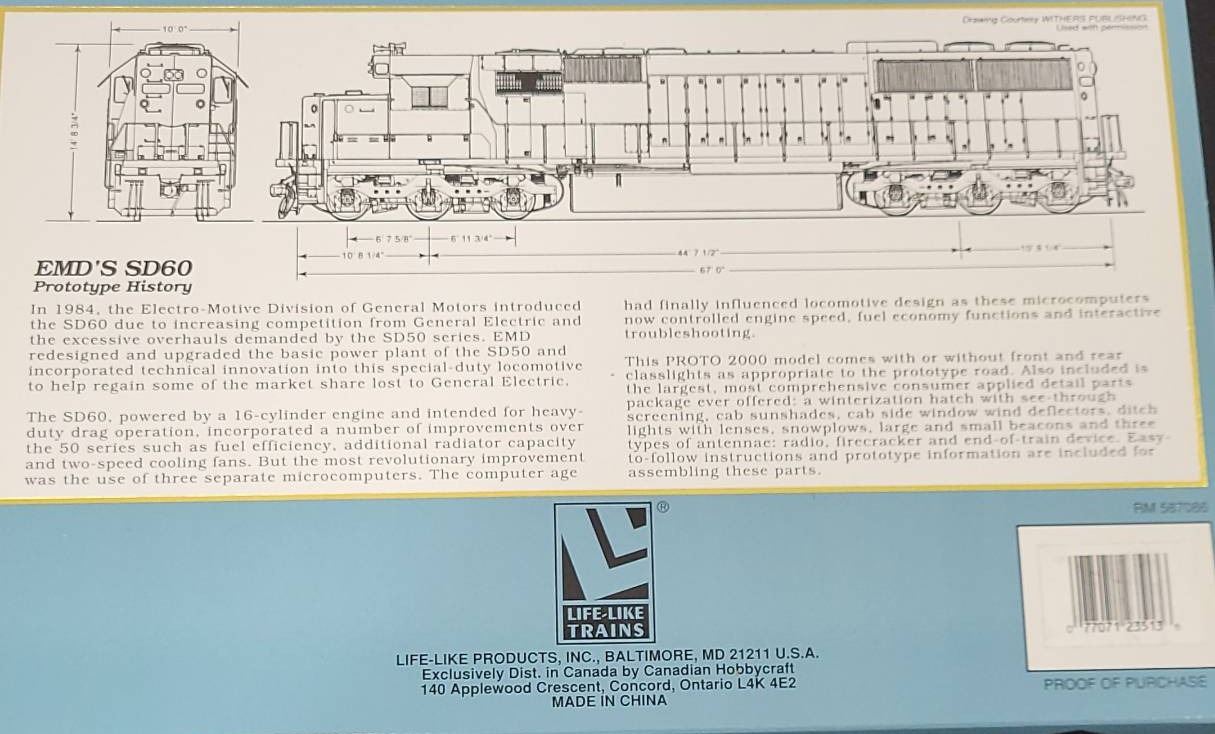 Drawing Courtesy WITHERS PUBLISHING
Used with permission.
10' 0"
14' 8 3/4"
6' 7 5/8"
6' 11 3/4"
10' 8 1/4"
44' 7 1/2"
67' 0"
EMD'S SD60
Prototype History
In 1984, the Electro-Motive Division of General Motors introduced
the SD60 due to increasing competition from General Electric and
the excessive overhauls demanded by the SD50 series. EMD
redesigned and upgraded the basic power plant of the SD50 and
incorporated technical innovation into this special-duty locomotive
to help regain some of the market share lost to General Electric.
The SD60, powered by a 16-cylinder engine and intended for heavy-
duty drag operation, incorporated a number of improvements over
the 50 series such as fuel efficiency, additional radiator capacity
and two-speed cooling fans. But the most revolutionary improvement
was the use of three separate microcomputers. The computer age
had finally influenced locomotive design as these microcomputers
now controlled engine speed, fuel economy functions and interactive
troubleshooting.
This PROTO 2000 model comes with or without front and rear
classlights as appropriate to the prototype road. Also included is
the largest, most comprehensive consumer applied detail parts
package ever offered: a winterization hatch with see-through
screening, cab sunshades, cab side window wind deflectors, ditch
lights with lenses, snowplows, large and small beacons and three
types of antennae: radio, firecracker and end-of-train device. Easy-
to-follow instructions and prototype information are included for
assembling these parts.
®
LIFE-LIKE
TRAINS
LIFE-LIKE PRODUCTS, INC., BALTIMORE, MD 21211 U.S.A.
Exclusively Dist. in Canada by Canadian Hobbycraft
140 Applewood Crescent, Concord, Ontario L4K 4E2
MADE IN CHINA
0 77071 23513
PROOF OF PURCHASE